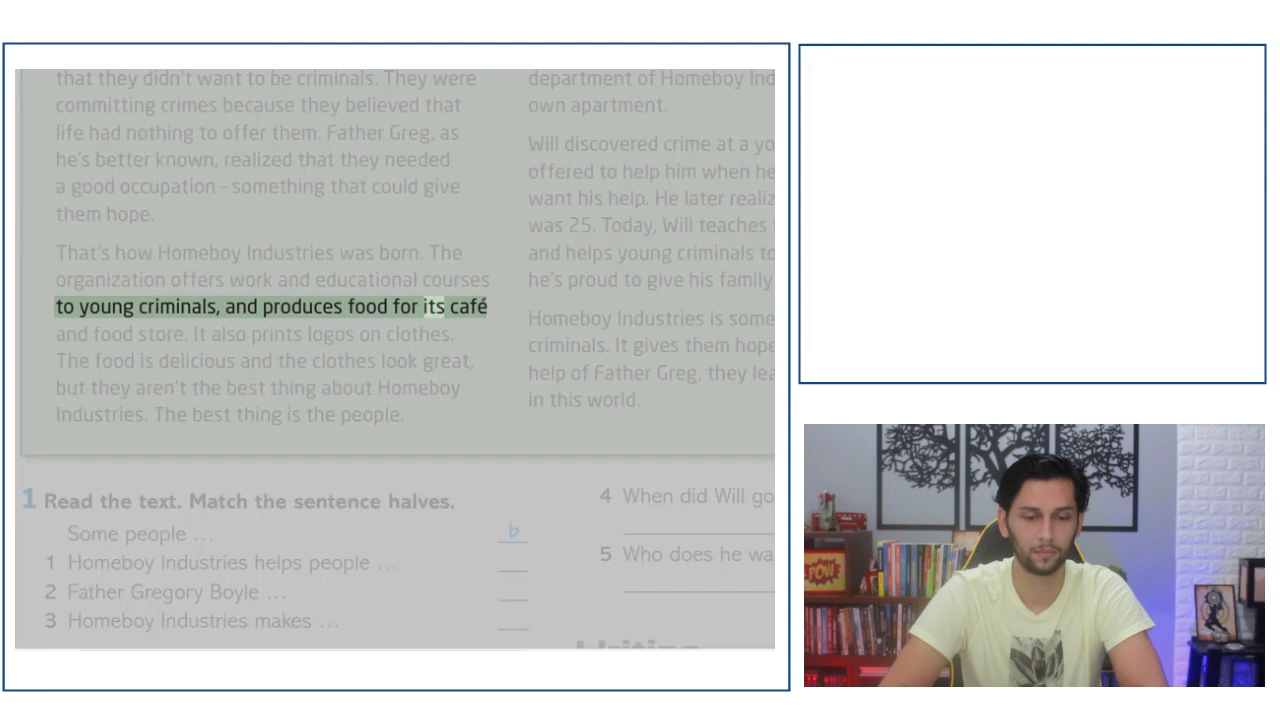 that they didn't want to be criminals. They were
committing crimes because they believed that
life had nothing to offer them. Father Greg, as
he's better known, realized that they needed
a good occupation – something that could give
them hope.
That's how Homeboy Industries was born. The
organization offers work and educational courses
to young criminals, and produces food for its café
and food store. It also prints logos on clothes.
The food is delicious and the clothes look great,
but they aren't the best thing about Homeboy
Industries. The best thing is the people.
department of Homeboy Ind
own apartment.
Will discovered crime at a yo
offered to help him when he
want his help. He later realiz
was 25. Today, Will teaches
and helps young criminals to
he's proud to give his family
Homeboy Industries is some
criminals. It gives them hope
help of Father Greg, they lea
in this world.
1 Read the text. Match the sentence halves.
Some people ... b
1 Homeboy Industries helps people ...
2 Father Gregory Boyle ...
3 Homeboy Industries makes ...
4 When did Will go
5 Who does he wa
Writing
POW